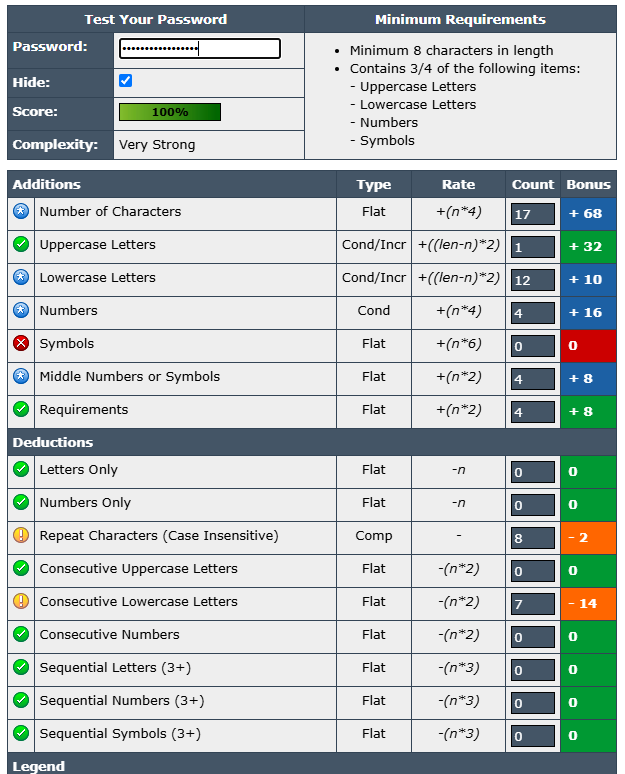 Test Your Password Minimum Requirements
Password: •••••••••••••••••
• Minimum 8 characters in length
• Contains 3/4 of the following items:
- Uppercase Letters
- Lowercase Letters
- Numbers
- Symbols
Hide:
Score: 100%
Complexity: Very Strong
Additions Type Rate Count Bonus
Number of Characters Flat +(n*4) 17 + 68
Uppercase Letters Cond/Incr +((len-n)*2) 1 + 32
Lowercase Letters Cond/Incr +((len-n)*2) 12 + 10
Numbers Cond +(n*4) 4 + 16
Symbols Flat +(n*6) 0 0
Middle Numbers or Symbols Flat +(n*2) 4 + 8
Requirements Flat +(n*2) 4 + 8
Deductions
Letters Only Flat -n 0 0
Numbers Only Flat -n 0 0
Repeat Characters (Case Insensitive) Comp - 8 - 2
Consecutive Uppercase Letters Flat -(n*2) 0 0
Consecutive Lowercase Letters Flat -(n*2) 7 - 14
Consecutive Numbers Flat -(n*2) 0 0
Sequential Letters (3+) Flat -(n*3) 0 0
Sequential Numbers (3+) Flat -(n*3) 0 0
Sequential Symbols (3+) Flat -(n*3) 0 0
Legend